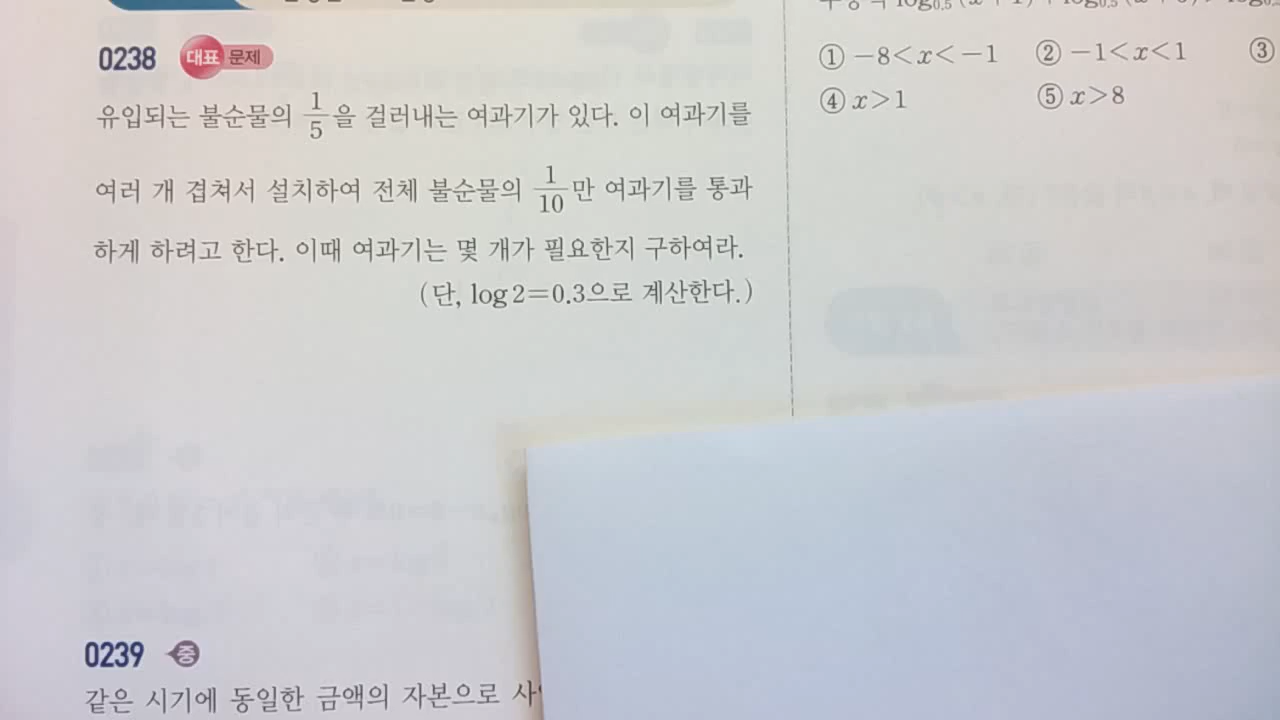 0238 대표 문제
유입되는 불순물의 1/5을 걸러내는 여과기가 있다. 이 여과기를
여러 개 겹쳐서 설치하여 전체 불순물의 1/10만 여과기를 통과
하게 하려고 한다. 이때 여과기는 몇 개가 필요한지 구하여라.
(단, log 2=0.3으로 계산한다.)
0239 중
같은 시기에 동일한 금액의 자본으로
① -8<x<-1 ② -1<x<1 ③
④ x>1 ⑤ x>8